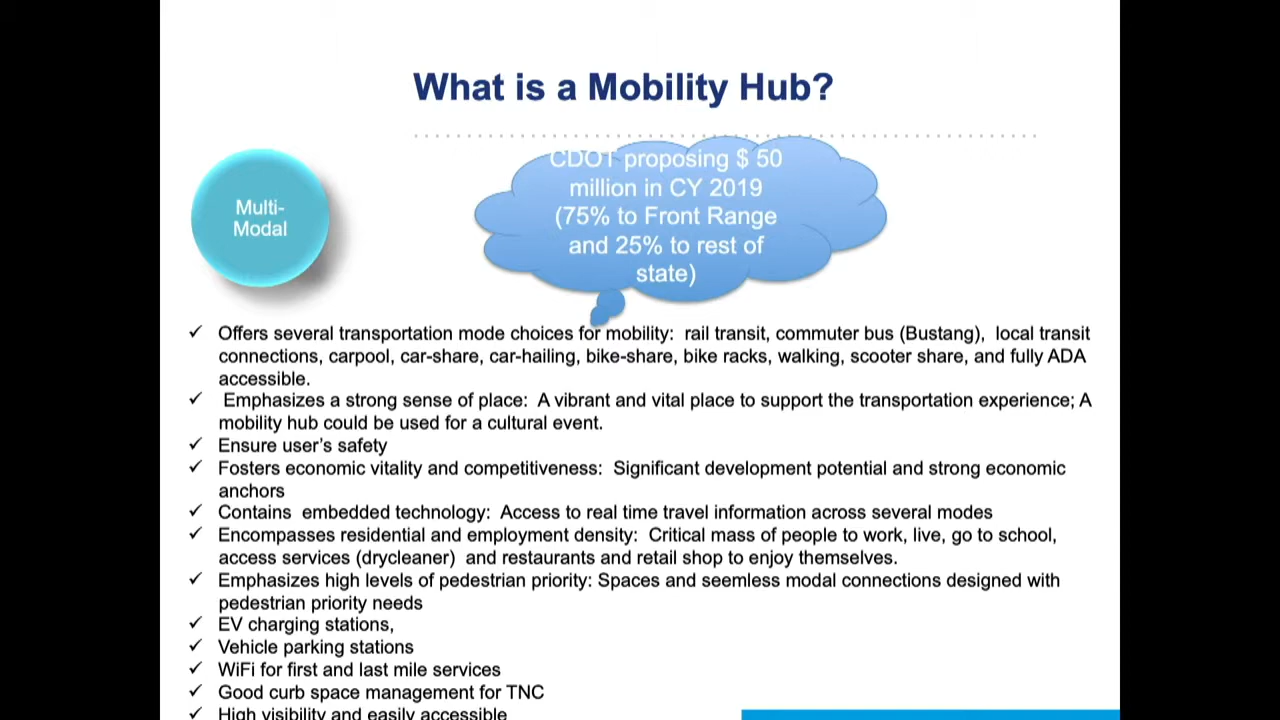 What is a Mobility Hub?
Multi-
Modal
CDOT proposing $ 50
million in CY 2019
(75% to Front Range
and 25% to rest of
state)
✓ Offers several transportation mode choices for mobility:  rail transit, commuter bus (Bustang),  local transit
connections, carpool, car-share, car-hailing, bike-share, bike racks, walking, scooter share, and fully ADA
accessible.
✓ Emphasizes a strong sense of place:  A vibrant and vital place to support the transportation experience; A
mobility hub could be used for a cultural event.
✓ Ensure user’s safety
✓ Fosters economic vitality and competitiveness:  Significant development potential and strong economic
anchors
✓ Contains  embedded technology:  Access to real time travel information across several modes
✓ Encompasses residential and employment density:  Critical mass of people to work, live, go to school,
access services (drycleaner)  and restaurants and retail shop to enjoy themselves.
✓ Emphasizes high levels of pedestrian priority: Spaces and seemless modal connections designed with
pedestrian priority needs
✓ EV charging stations,
✓ Vehicle parking stations
✓ WiFi for first and last mile services
✓ Good curb space management for TNC
✓ High visibility and easily accessible